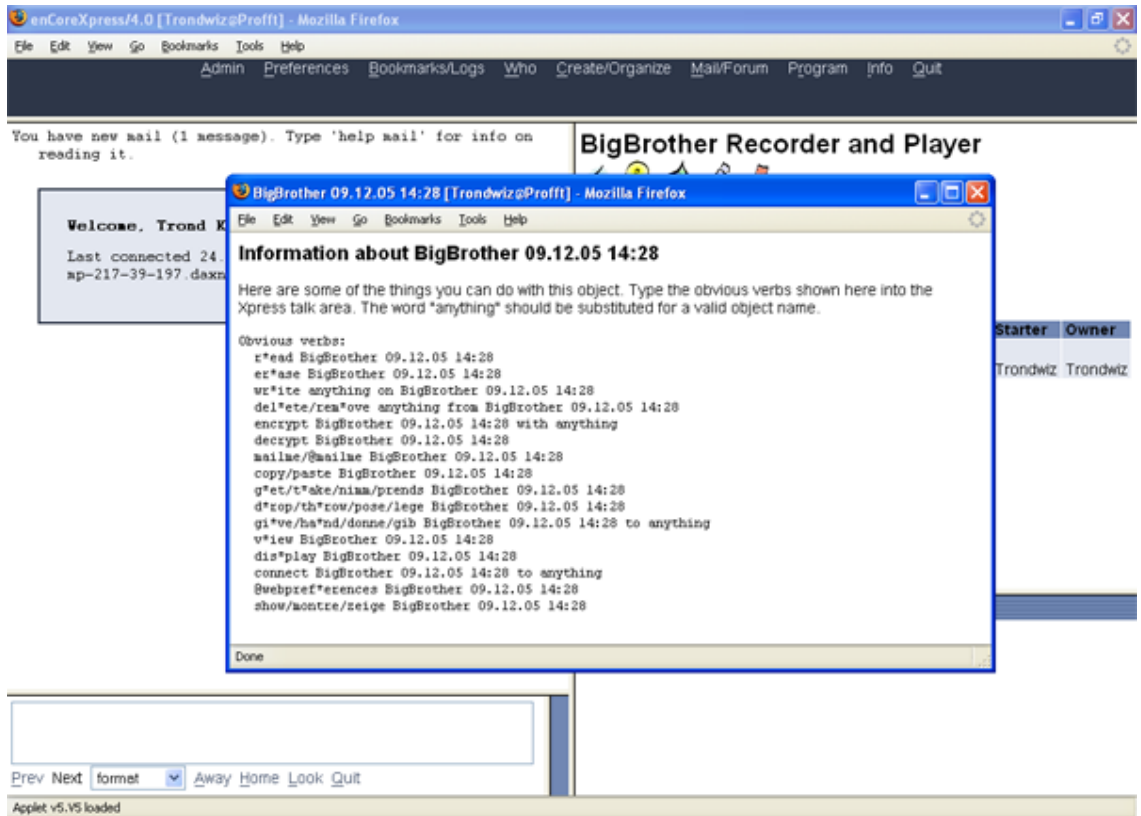 enCoreXpress/4.0 [Trondwiz@Profft] - Mozilla Firefox
File Edit View Go Bookmarks Tools Help
Admin Preferences Bookmarks/Logs Who Create/Organize Mail/Forum Program Info Quit
You have new mail (1 message). Type 'help mail' for info on
reading it.
Welcome, Trond K
Last connected 24.
mp-217-39-197.daxn
BigBrother Recorder and Player
BigBrother 09.12.05 14:28 [Trondwiz@Profft] - Mozilla Firefox
File Edit View Go Bookmarks Tools Help
Information about BigBrother 09.12.05 14:28
Here are some of the things you can do with this object. Type the obvious verbs shown here into the
Xpress talk area. The word "anything" should be substituted for a valid object name.
Obvious verbs:
r*ead BigBrother 09.12.05 14:28
er*ase BigBrother 09.12.05 14:28
wr*ite anything on BigBrother 09.12.05 14:28
del*ete/rem*ove anything from BigBrother 09.12.05 14:28
encrypt BigBrother 09.12.05 14:28 with anything
decrypt BigBrother 09.12.05 14:28
mailme/@mailme BigBrother 09.12.05 14:28
copy/paste BigBrother 09.12.05 14:28
g*et/t*ake/nimm/prends BigBrother 09.12.05 14:28
d*rop/th*row/pose/lege BigBrother 09.12.05 14:28
gi*ve/ha*nd/donne/gib BigBrother 09.12.05 14:28 to anything
v*iew BigBrother 09.12.05 14:28
dis*play BigBrother 09.12.05 14:28
connect BigBrother 09.12.05 14:28 to anything
@webpref*erences BigBrother 09.12.05 14:28
show/montre/zeige BigBrother 09.12.05 14:28
Done
Starter Owner
Trondwiz Trondwiz
Prev Next format Away Home Look Quit
Applet v5.V5 loaded